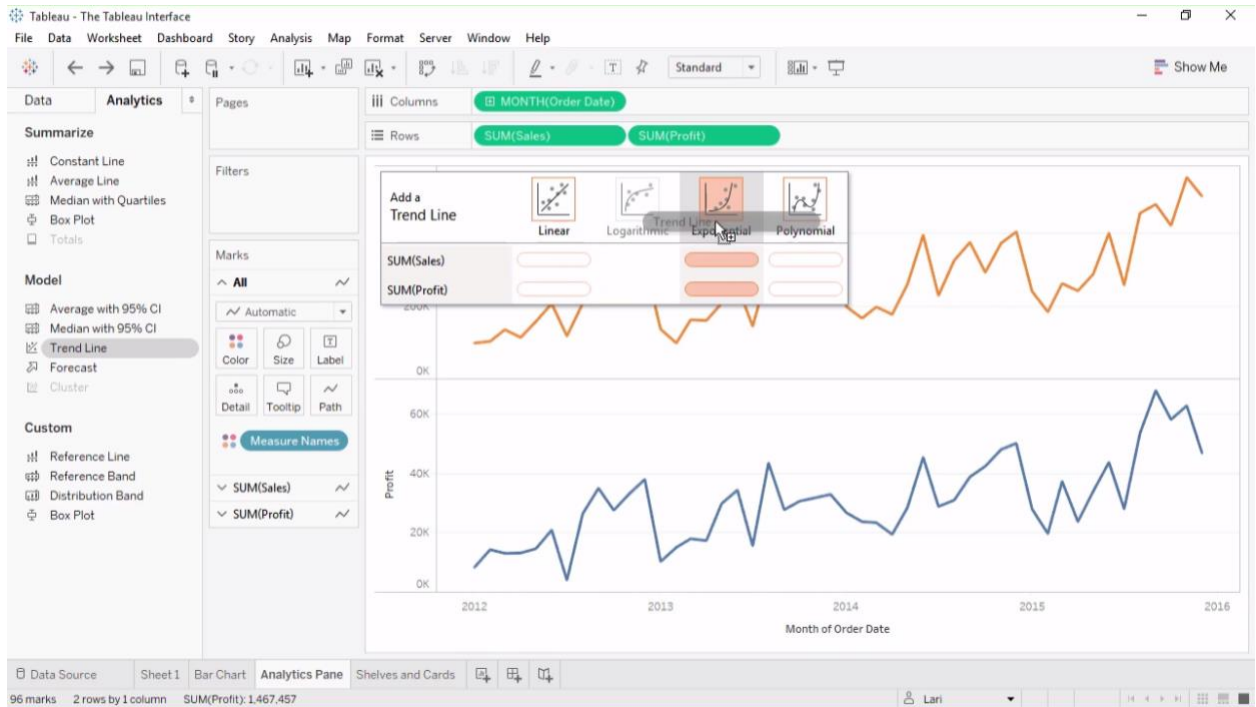 Tableau - The Tableau Interface
File Data Worksheet Dashboard Story Analysis Map Format Server Window Help
Standard
Show Me
Data Analytics
Summarize
Constant Line
Average Line
Median with Quartiles
Box Plot
Totals
Model
Average with 95% CI
Median with 95% CI
Trend Line
Forecast
Cluster
Custom
Reference Line
Reference Band
Distribution Band
Box Plot
Pages
Filters
Marks
All
Automatic
Color Size Label
Detail Tooltip Path
Measure Names
SUM(Sales)
SUM(Profit)
iii Columns MONTH(Order Date)
Rows SUM(Sales) SUM(Profit)
Add a
Trend Line
Linear Logarithmic Exponential Polynomial
Trend Line
SUM(Sales)
SUM(Profit)
200K
0K
60K
40K
20K
0K
Profit
2012 2013 2014 2015 2016
Month of Order Date
Data Source Sheet 1 Bar Chart Analytics Pane Shelves and Cards
96 marks 2 rows by 1 column SUM(Profit): 1,467,457
Lari